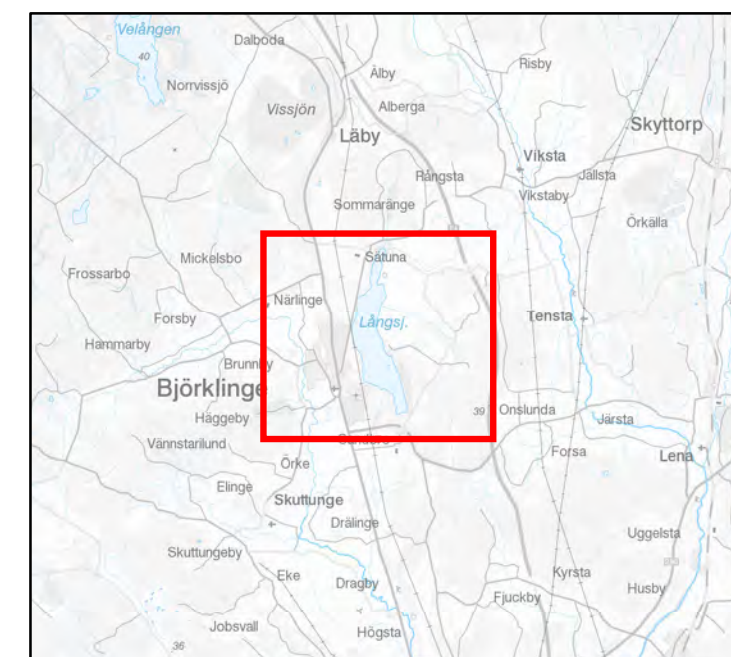 Velången
40
Dalboda
Norrvissjö
Älby
Risby
Vissjön
Alberga
Läby
Skyttorp
Viksta
Rångsta
Jällsta
Vikstaby
Sommaränge
Örkälla
Mickelsbo
Sätuna
Frossarbo
Närlinge
Forsby
Långsj.
Tensta
Hammarby
Brunnby
Björklinge
Häggeby
39
Onslunda
Järsta
Vännstarilund
Forsa
Lena
Örke
Elinge
Skuttunge
Drälinge
Uggelsta
Skuttungeby
Eke
Dragby
Kyrsta
Husby
Fjuckby
Jobsvall
Högsta
36